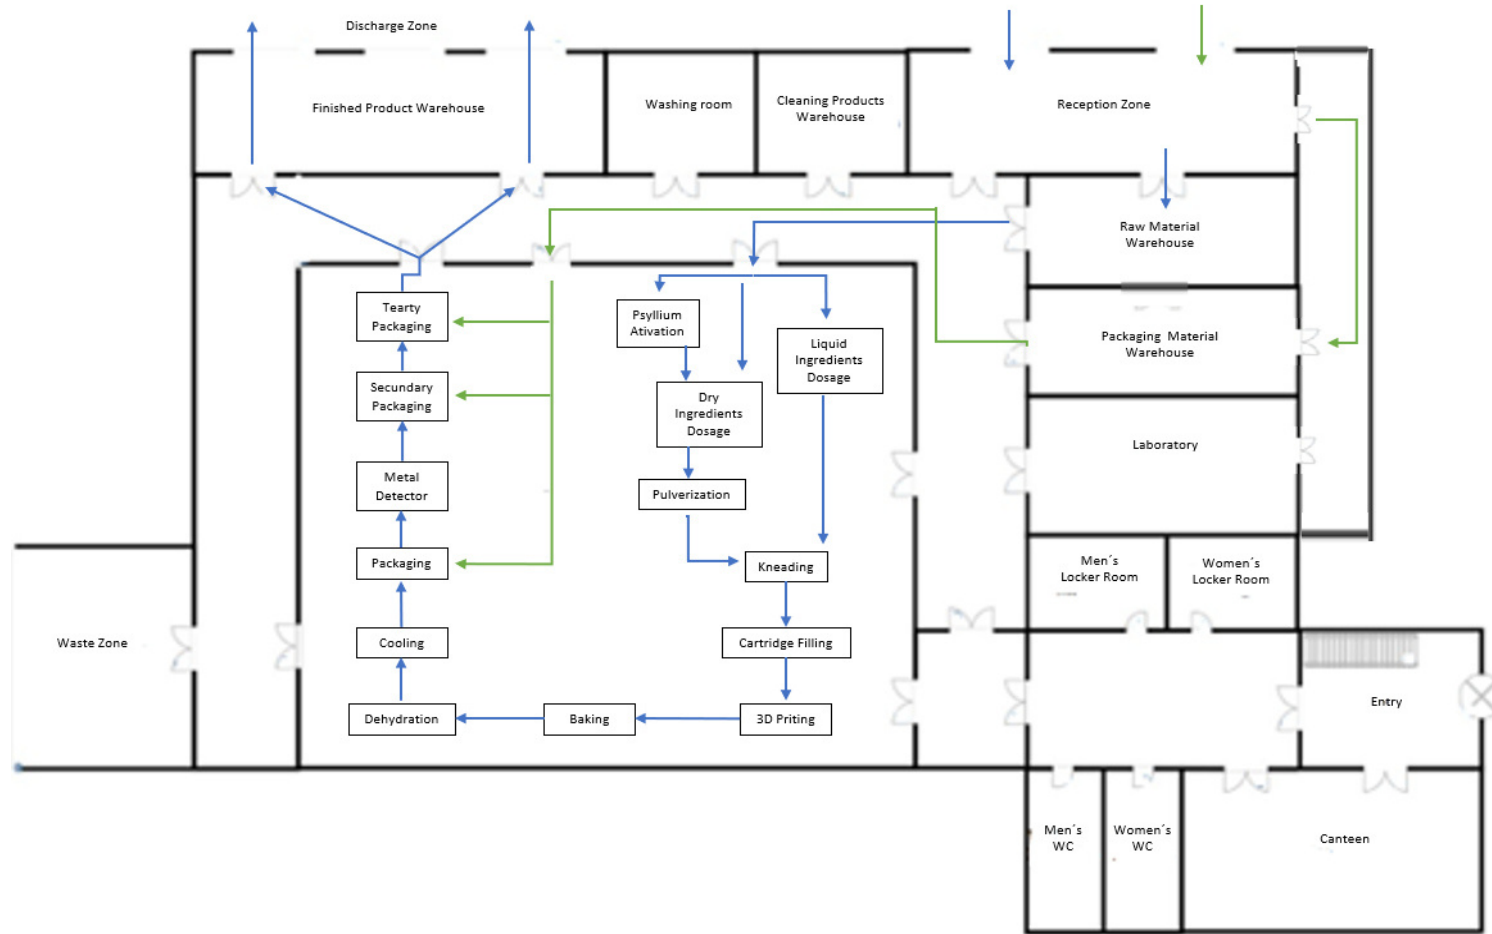 Discharge Zone
Finished Product Warehouse
Washing room
Cleaning Products
Warehouse
Reception Zone
Raw Material
Warehouse
Packaging Material
Warehouse
Laboratory
Men´s
Locker Room
Women´s
Locker Room
Entry
Canteen
Men´s
WC
Women´s
WC
Waste Zone
Tearty
Packaging
Secundary
Packaging
Metal
Detector
Packaging
Cooling
Dehydration
Baking
3D Priting
Cartridge Filling
Kneading
Pulverization
Dry
Ingredients
Dosage
Psyllium
Ativation
Liquid
Ingredients
Dosage